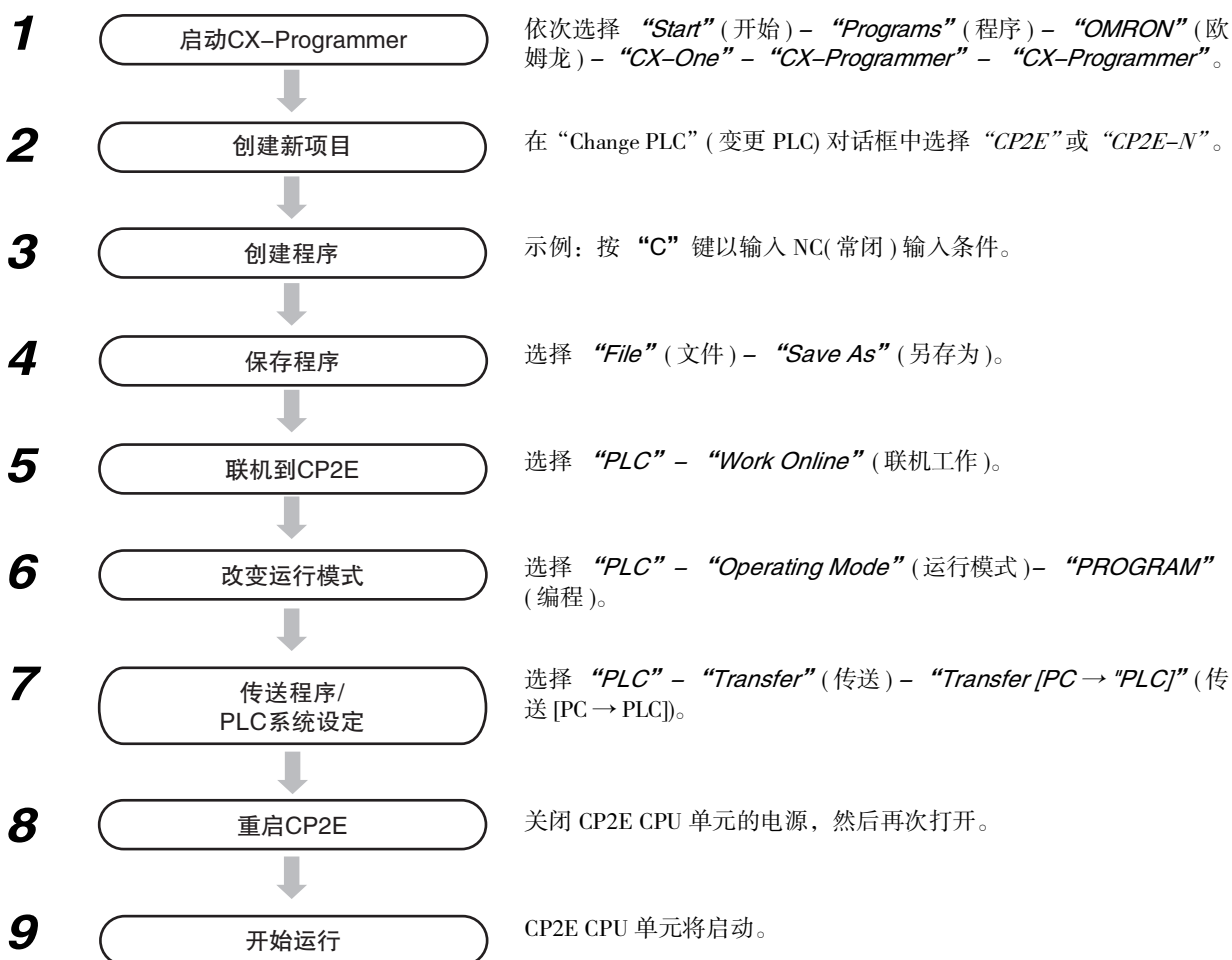 1
启动CX–Programmer
依次选择 “Start” ( 开始 ) – “Programs” ( 程序 ) – “OMRON” ( 欧
姆龙 ) – “CX–One” – “CX–Programmer” – “CX–Programmer”。
2
创建新项目
在“Change PLC”( 变更 PLC) 对话框中选择 “CP2E”或 “CP2E–N”。
3
创建程序
示例：按 “C” 键以输入 NC( 常闭 ) 输入条件。
4
保存程序
选择 “File” ( 文件 ) – “Save As” ( 另存为 )。
5
联机到CP2E
选择 “PLC” – “Work Online” ( 联机工作 )。
6
改变运行模式
选择 “PLC” – “Operating Mode” ( 运行模式 )– “PROGRAM”
( 编程 )。
7
传送程序/
PLC系统设定
选择 “PLC” – “Transfer” ( 传送 ) – “Transfer [PC → "PLC]” ( 传
送 [PC → PLC])。
8
重启CP2E
关闭 CP2E CPU 单元的电源，然后再次打开。
9
开始运行
CP2E CPU 单元将启动。